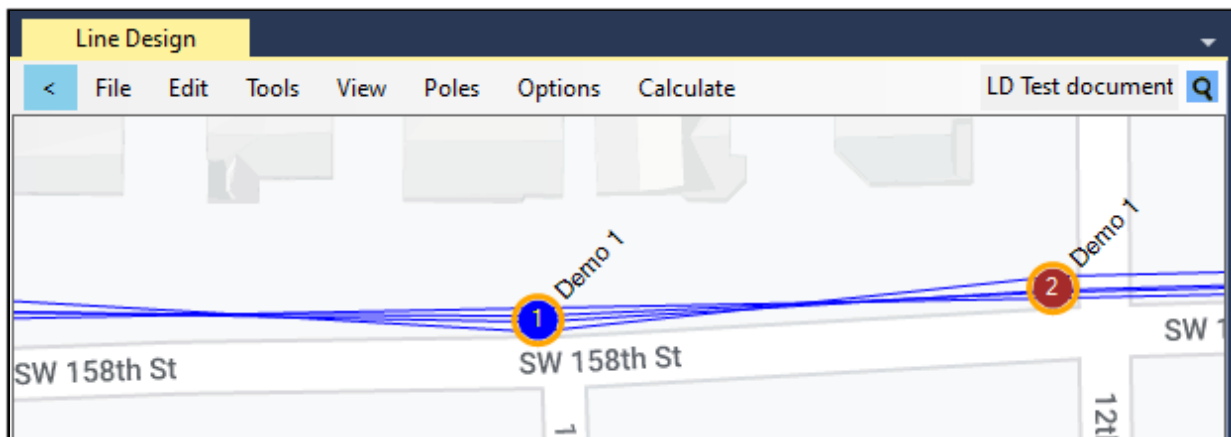 Line Design
< File Edit Tools View Poles Options Calculate LD Test document
Demo 1
Demo 1
1
2
SW 158th St
SW 158th St
SW 1
1
12t